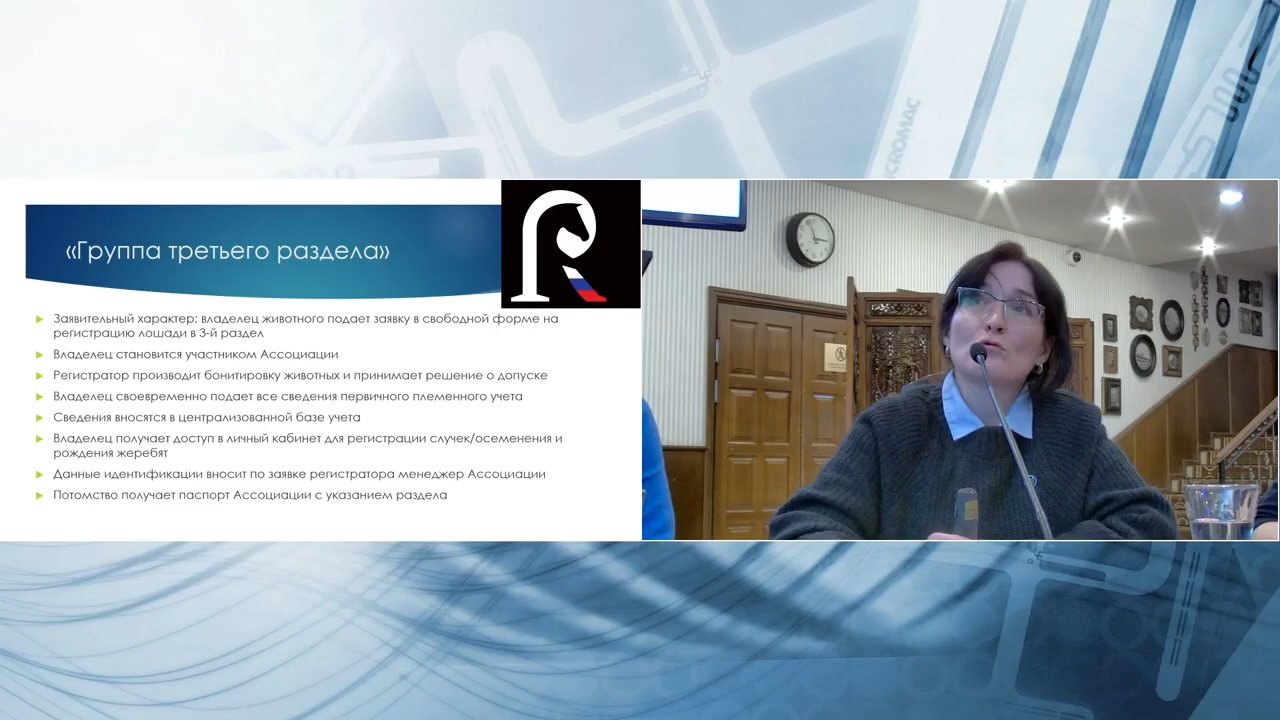 CROMAC
«Группа третьего раздела»
Заявительный характер: владелец животного подает заявку в свободной форме на
регистрацию лошади в 3-й раздел
Владелец становится участником Ассоциации
Регистратор производит бонитировку животных и принимает решение о допуске
Владелец своевременно подает все сведения первичного племенного учета
Сведения вносятся в централизованной базе учета
Владелец получает доступ в личный кабинет для регистрации случек/осеменения и
рождения жеребят
Данные идентификации вносит по заявке регистратора менеджер Ассоциации
Потомство получает паспорт Ассоциации с указанием раздела